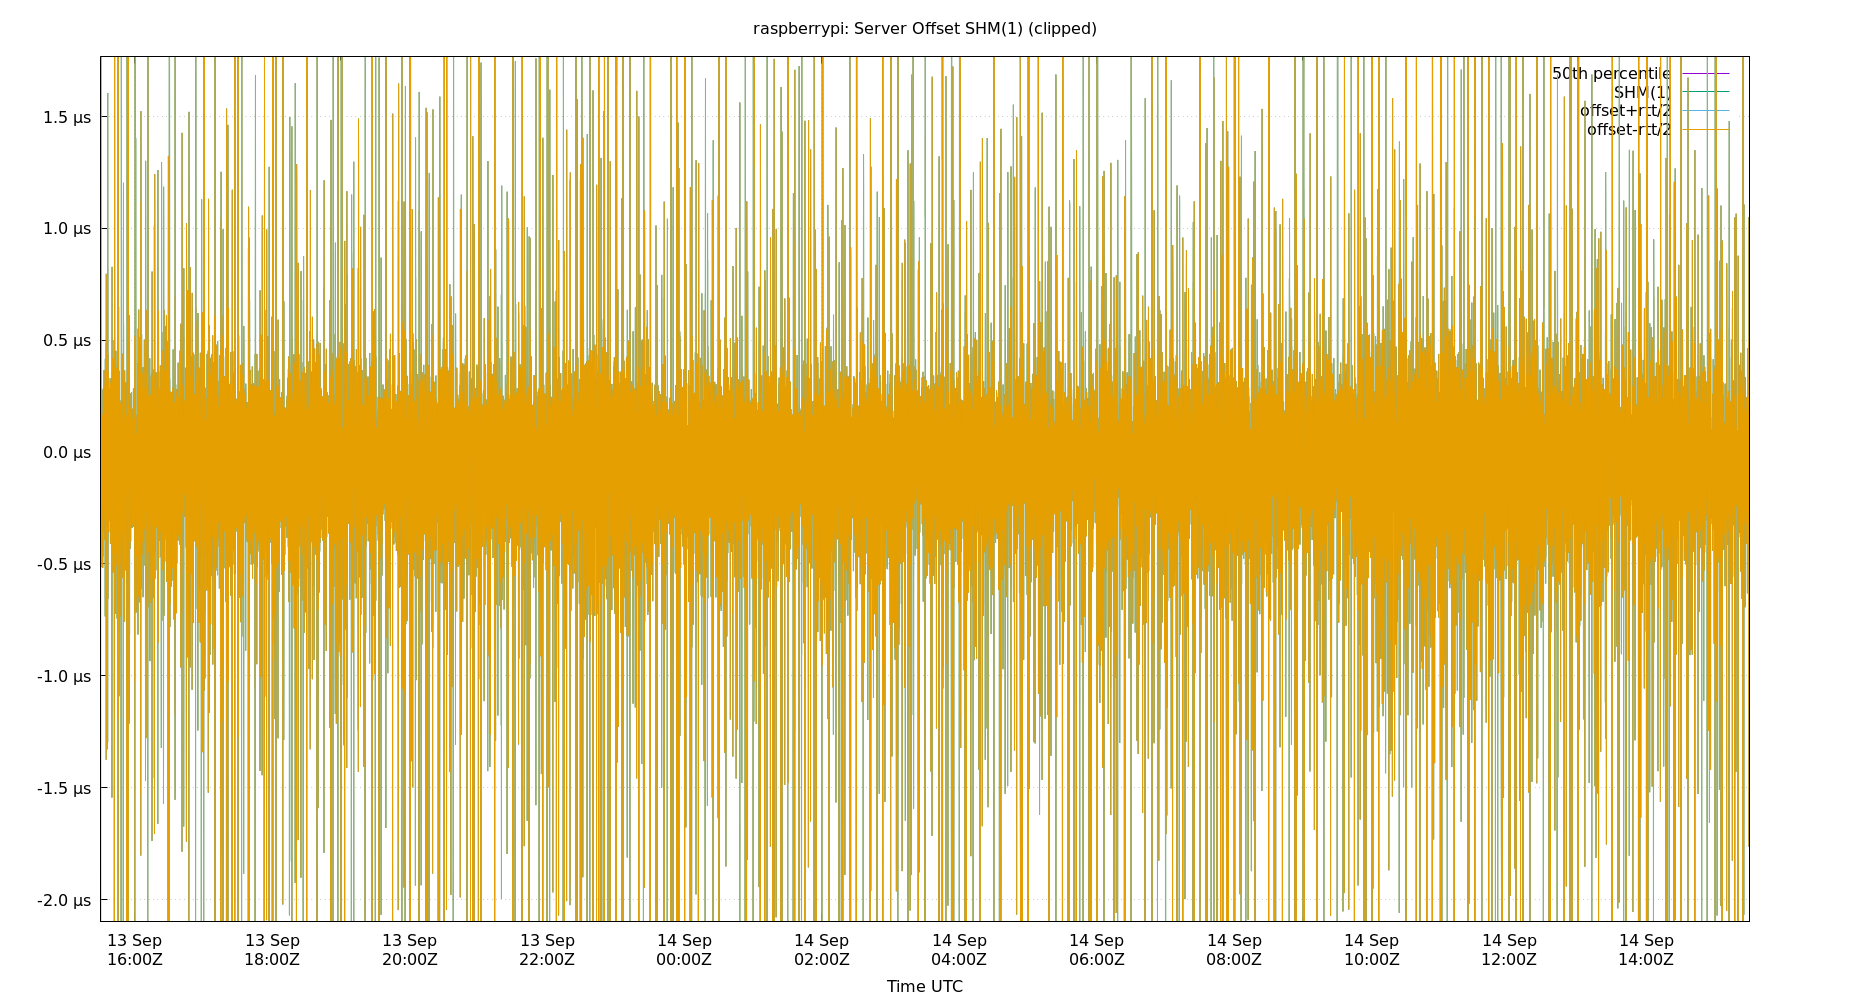 raspberrypi: Server Offset SHM(1) (clipped)
50th percentile
SHM(1)
offset+rtt/2
offset-rtt/2
1.5 µs
1.0 µs
0.5 µs
0.0 µs
-0.5 µs
-1.0 µs
-1.5 µs
-2.0 µs
13 Sep 13 Sep 13 Sep 13 Sep 14 Sep 14 Sep 14 Sep 14 Sep 14 Sep 14 Sep 14 Sep 14 Sep
16:00Z 18:00Z 20:00Z 22:00Z 00:00Z 02:00Z 04:00Z 06:00Z 08:00Z 10:00Z 12:00Z 14:00Z
Time UTC